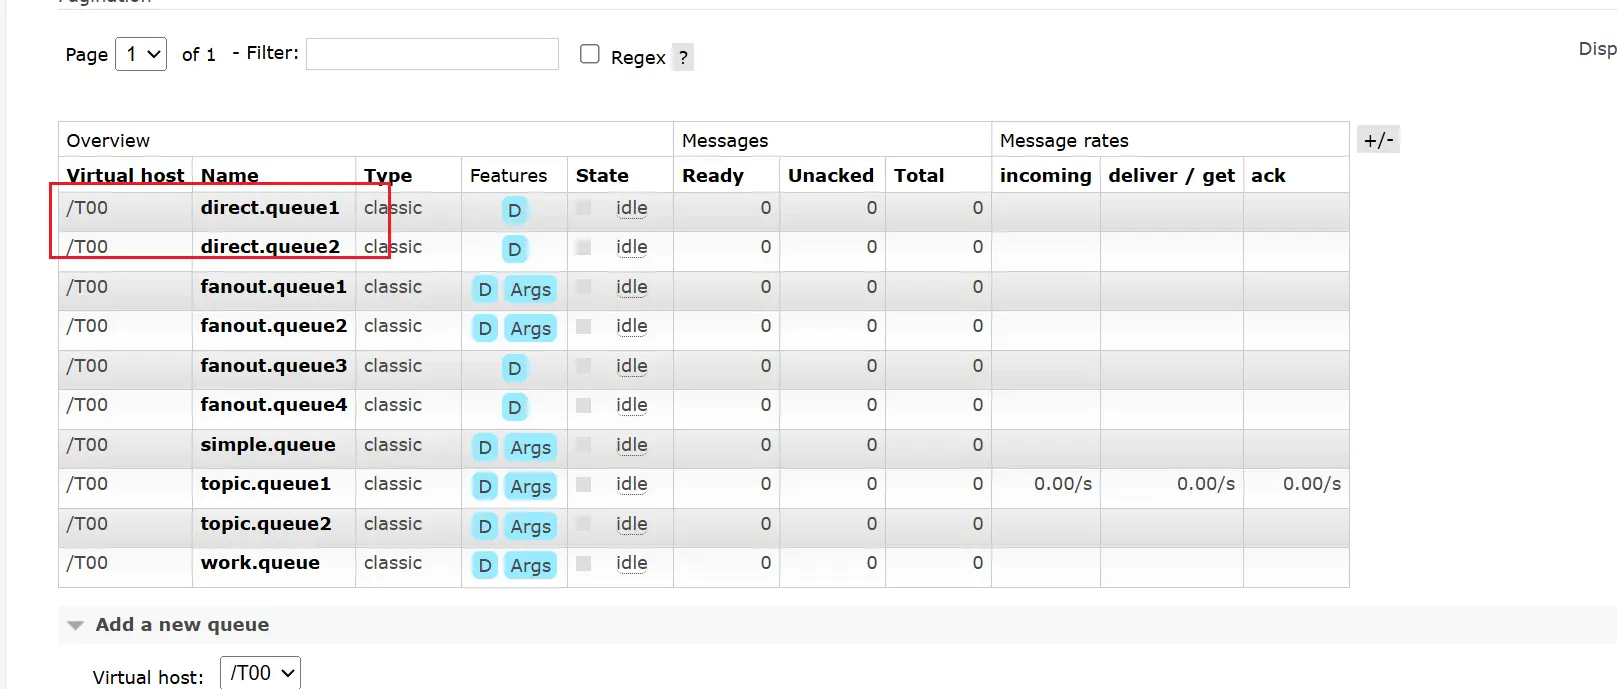 Pagination
Page 1 of 1 - Filter: Regex ?
Disp
Overview Messages Message rates +/-
Virtual host Name Type Features State Ready Unacked Total incoming deliver / get ack
/T00 direct.queue1 classic D idle 0 0 0
/T00 direct.queue2 classic D idle 0 0 0
/T00 fanout.queue1 classic D Args idle 0 0 0
/T00 fanout.queue2 classic D Args idle 0 0 0
/T00 fanout.queue3 classic D idle 0 0 0
/T00 fanout.queue4 classic D idle 0 0 0
/T00 simple.queue classic D Args idle 0 0 0
/T00 topic.queue1 classic D Args idle 0 0 0 0.00/s 0.00/s 0.00/s
/T00 topic.queue2 classic D Args idle 0 0 0
/T00 work.queue classic D Args idle 0 0 0
Add a new queue
Virtual host: /T00